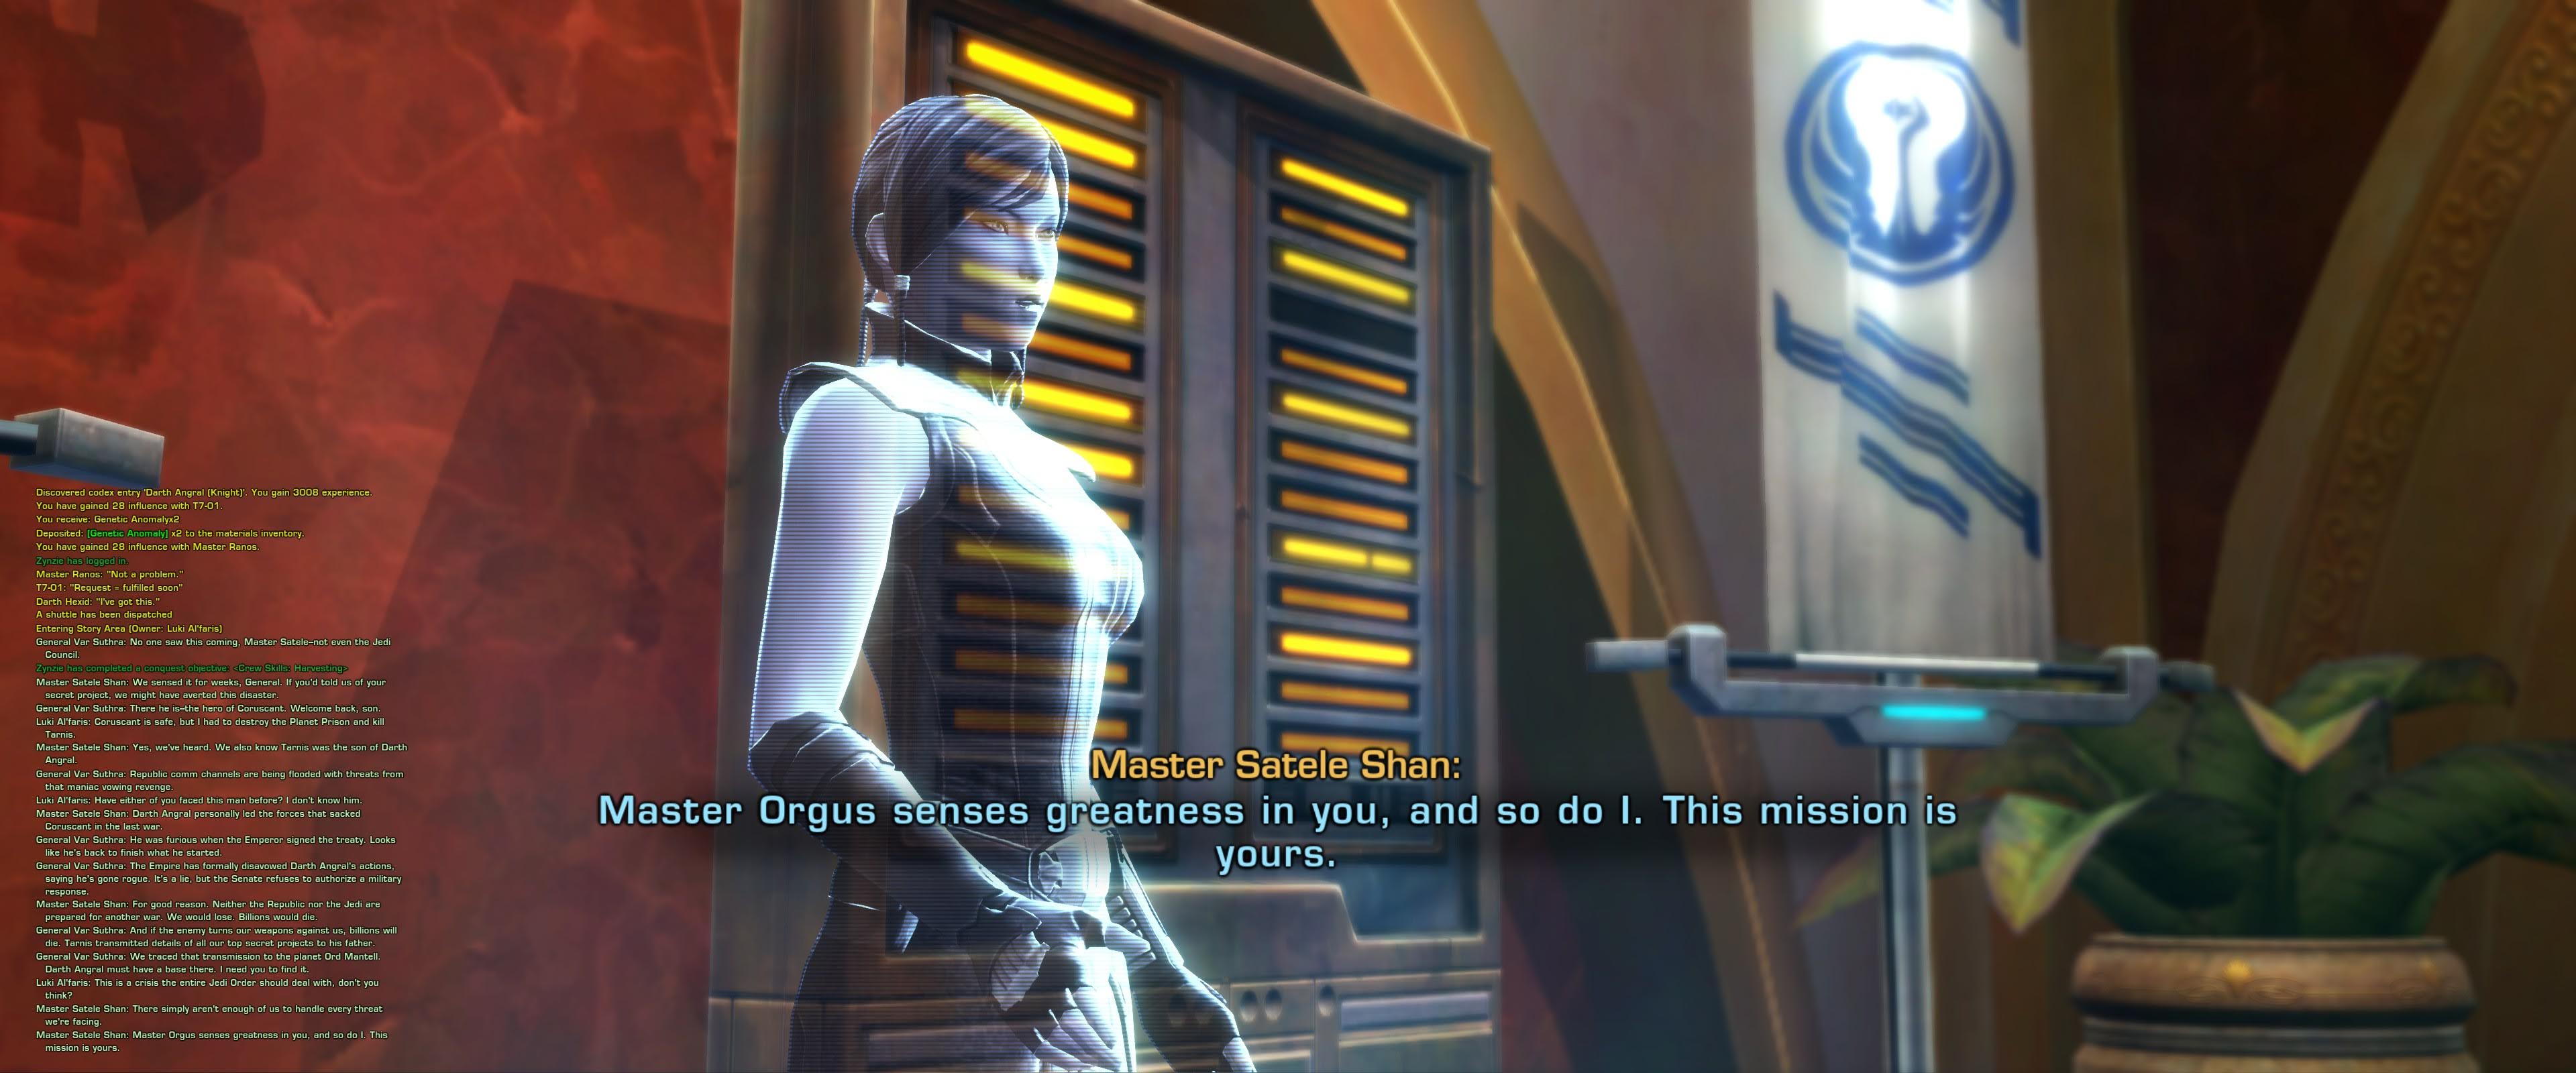 Discovered codex entry 'Darth Angral (Knight)'. You gain 3008 experience.
You have gained 28 influence with T7-01.
You receive: Genetic Anomalyx2
Deposited: [Genetic Anomaly] x2 to the materials inventory.
You have gained 28 influence with Master Ranos.
Zynzie has logged in.
Master Ranos: "Not a problem."
T7-01: "Request = fulfilled soon"
Darth Hexid: "I've got this."
A shuttle has been dispatched
Entering Story Area (Owner: Luki Al'faris)
General Var Suthra: No one saw this coming, Master Satele–not even the Jedi
Council.
Zynzie has completed a conquest objective: <Crew Skills: Harvesting>
Master Satele Shan: We sensed it for weeks, General. If you'd told us of your
secret project, we might have averted this disaster.
General Var Suthra: There he is–the hero of Coruscant. Welcome back, son.
Luki Al'faris: Coruscant is safe, but I had to destroy the Planet Prison and kill
Tarnis.
Master Satele Shan: Yes, we've heard. We also know Tarnis was the son of Darth
Angral.
General Var Suthra: Republic comm channels are being flooded with threats from
that maniac vowing revenge.
Luki Al'faris: Have either of you faced this man before? I don't know him.
Master Satele Shan: Darth Angral personally led the forces that sacked
Coruscant in the last war.
General Var Suthra: He was furious when the Emperor signed the treaty. Looks
like he's back to finish what he started.
General Var Suthra: The Empire has formally disavowed Darth Angral's actions,
saying he's gone rogue. It's a lie, but the Senate refuses to authorize a military
response.
Master Satele Shan: For good reason. Neither the Republic nor the Jedi are
prepared for another war. We would lose. Billions would die.
General Var Suthra: And if the enemy turns our weapons against us, billions will
die. Tarnis transmitted details of all our top secret projects to his father.
General Var Suthra: We traced that transmission to the planet Ord Mantell.
Darth Angral must have a base there. I need you to find it.
Luki Al'faris: This is a crisis the entire Jedi Order should deal with, don't you
think?
Master Satele Shan: There simply aren't enough of us to handle every threat
we're facing.
Master Satele Shan: Master Orgus senses greatness in you, and so do I. This
mission is yours.
Master Satele Shan:
Master Orgus senses greatness in you, and so do I. This mission is
yours.